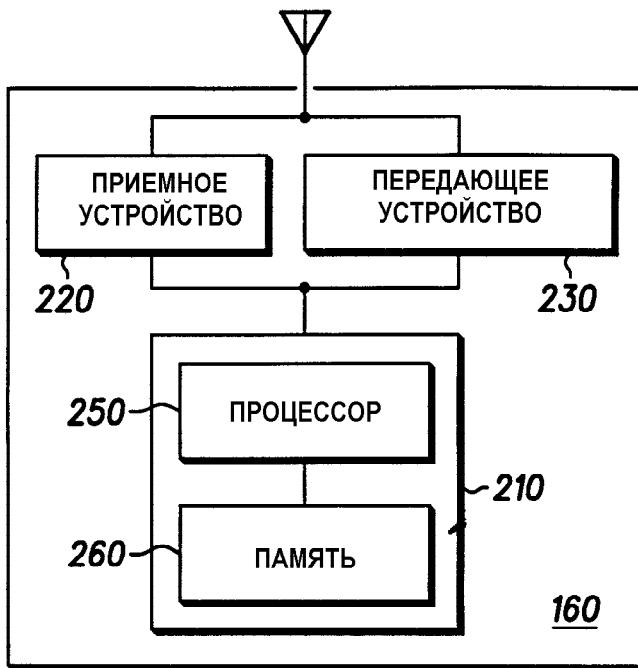 ПРИЕМНОЕ
УСТРОЙСТВО
ПЕРЕДАЮЩЕЕ
УСТРОЙСТВО
220
230
250
ПРОЦЕССОР
210
260
ПАМЯТЬ
160